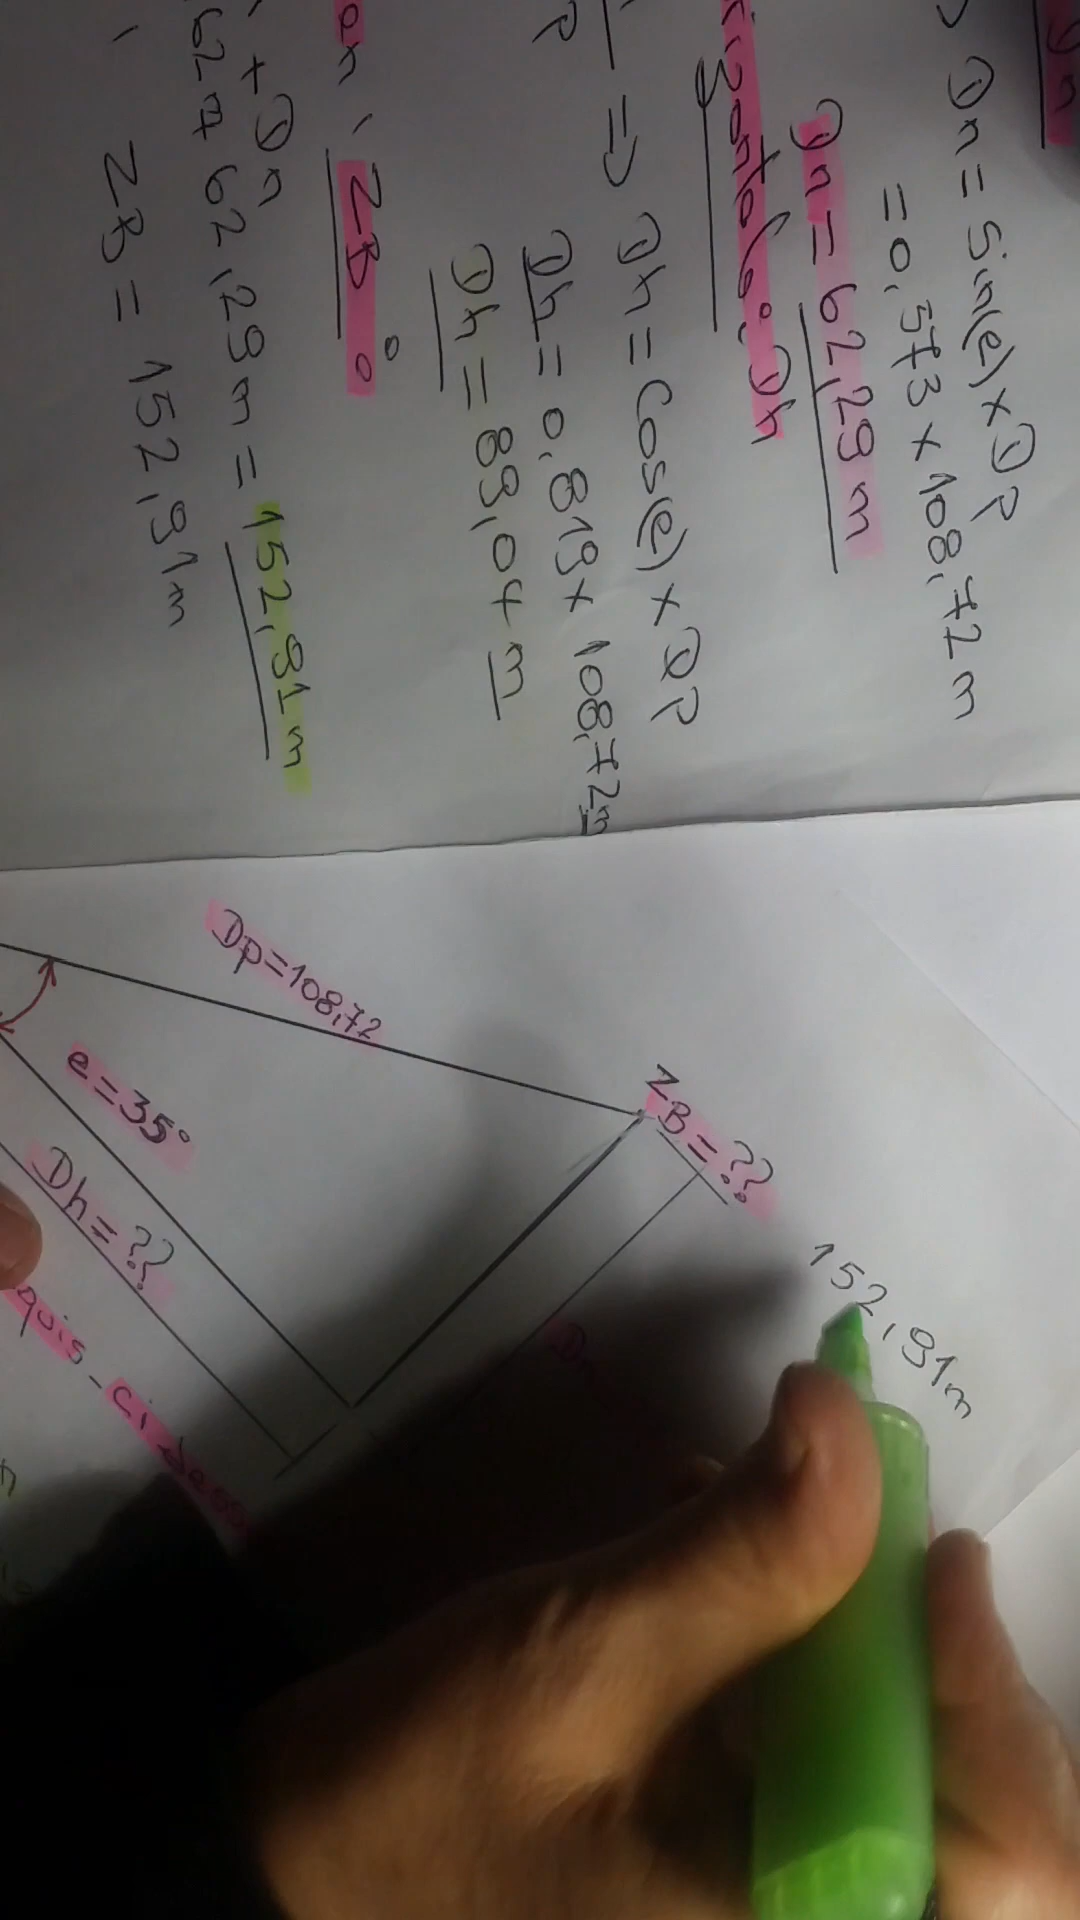 Dn
Dn = Sin(e) × DP
= 0,573 × 108,72 m
Dn = 62,29 m
Dh
=> Dh = Cos(e) × DP
P
Dh = 0,819 × 108,72 m
Dh = 89,04 m
ZB :
+ Dn
62,29 m = 152,91 m
ZB = 152,91 m
Dp=108,72
e = 35°
Dh = ??
ZB = ??
152,91 m